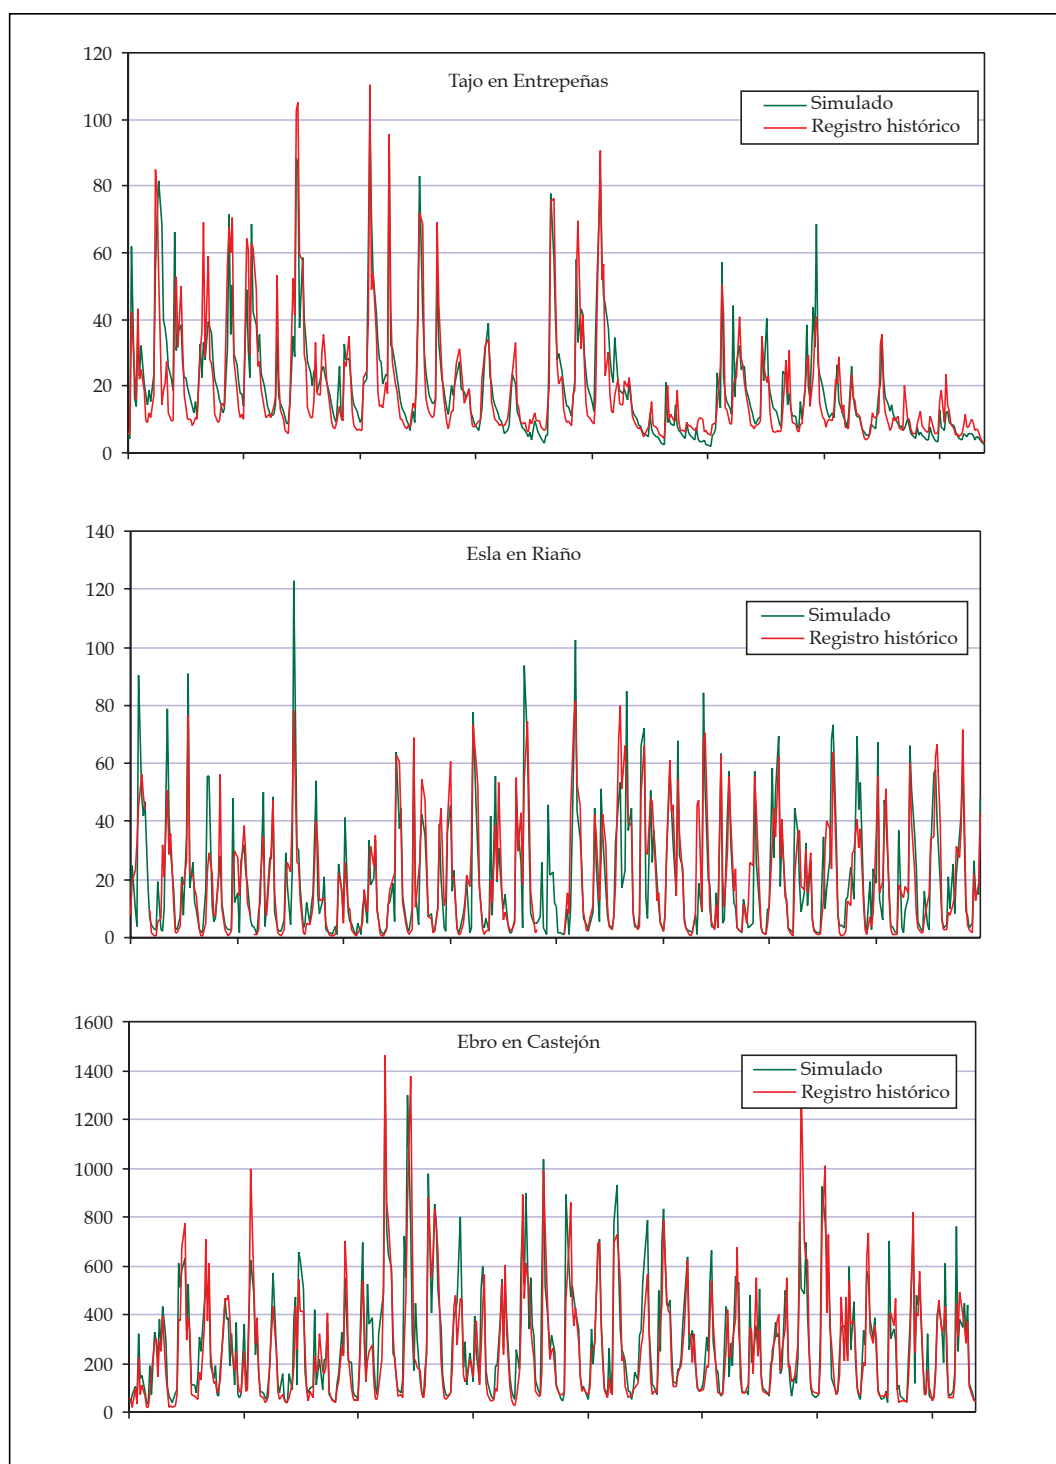 Tajo en Entrepeñas
120
100
80
60
40
20
0
Simulado
Registro histórico
Esla en Riaño
140
120
100
80
60
40
20
0
Simulado
Registro histórico
Ebro en Castejón
1600
1400
1200
1000
800
600
400
200
0
Simulado
Registro histórico